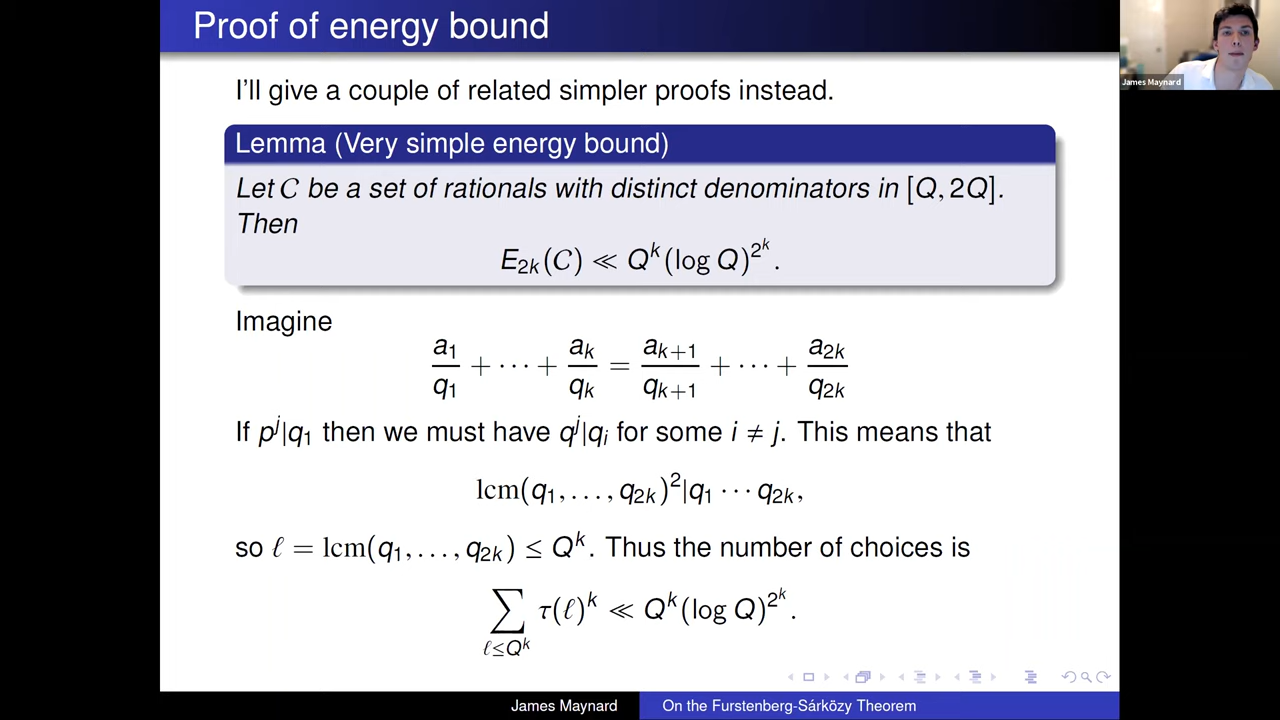 Proof of energy bound
James Maynard
I'll give a couple of related simpler proofs instead.
Lemma (Very simple energy bound)
Let C be a set of rationals with distinct denominators in [Q, 2Q].
Then
E_{2k}(C) ≪ Q^k(log Q)^{2^k}.
Imagine
a_1/q_1 + ⋯ + a_k/q_k = a_{k+1}/q_{k+1} + ⋯ + a_{2k}/q_{2k}
If p^j|q_1 then we must have q^j|q_i for some i ≠ j. This means that
lcm(q_1, …, q_{2k})^2|q_1 ⋯ q_{2k},
so ℓ = lcm(q_1, …, q_{2k}) ≤ Q^k. Thus the number of choices is
∑_{ℓ≤Q^k} τ(ℓ)^k ≪ Q^k(log Q)^{2^k}.
James Maynard
On the Furstenberg-Sárközy Theorem